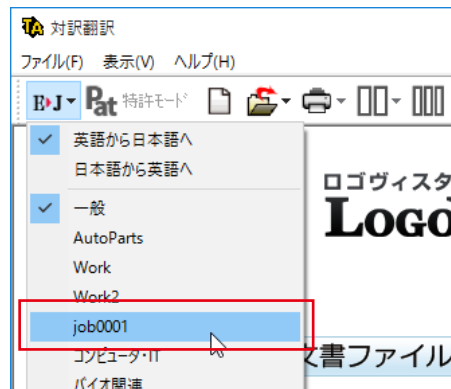 対訳翻訳
ファイル(F) 表示(V) ヘルプ(H)
E▸J Pat 特許モード
英語から日本語へ
日本語から英語へ
一般
AutoParts
Work
Work2
job0001
コンピュータ・IT
バイオ関連
ロゴヴィスタ
LOGO
文書ファイル